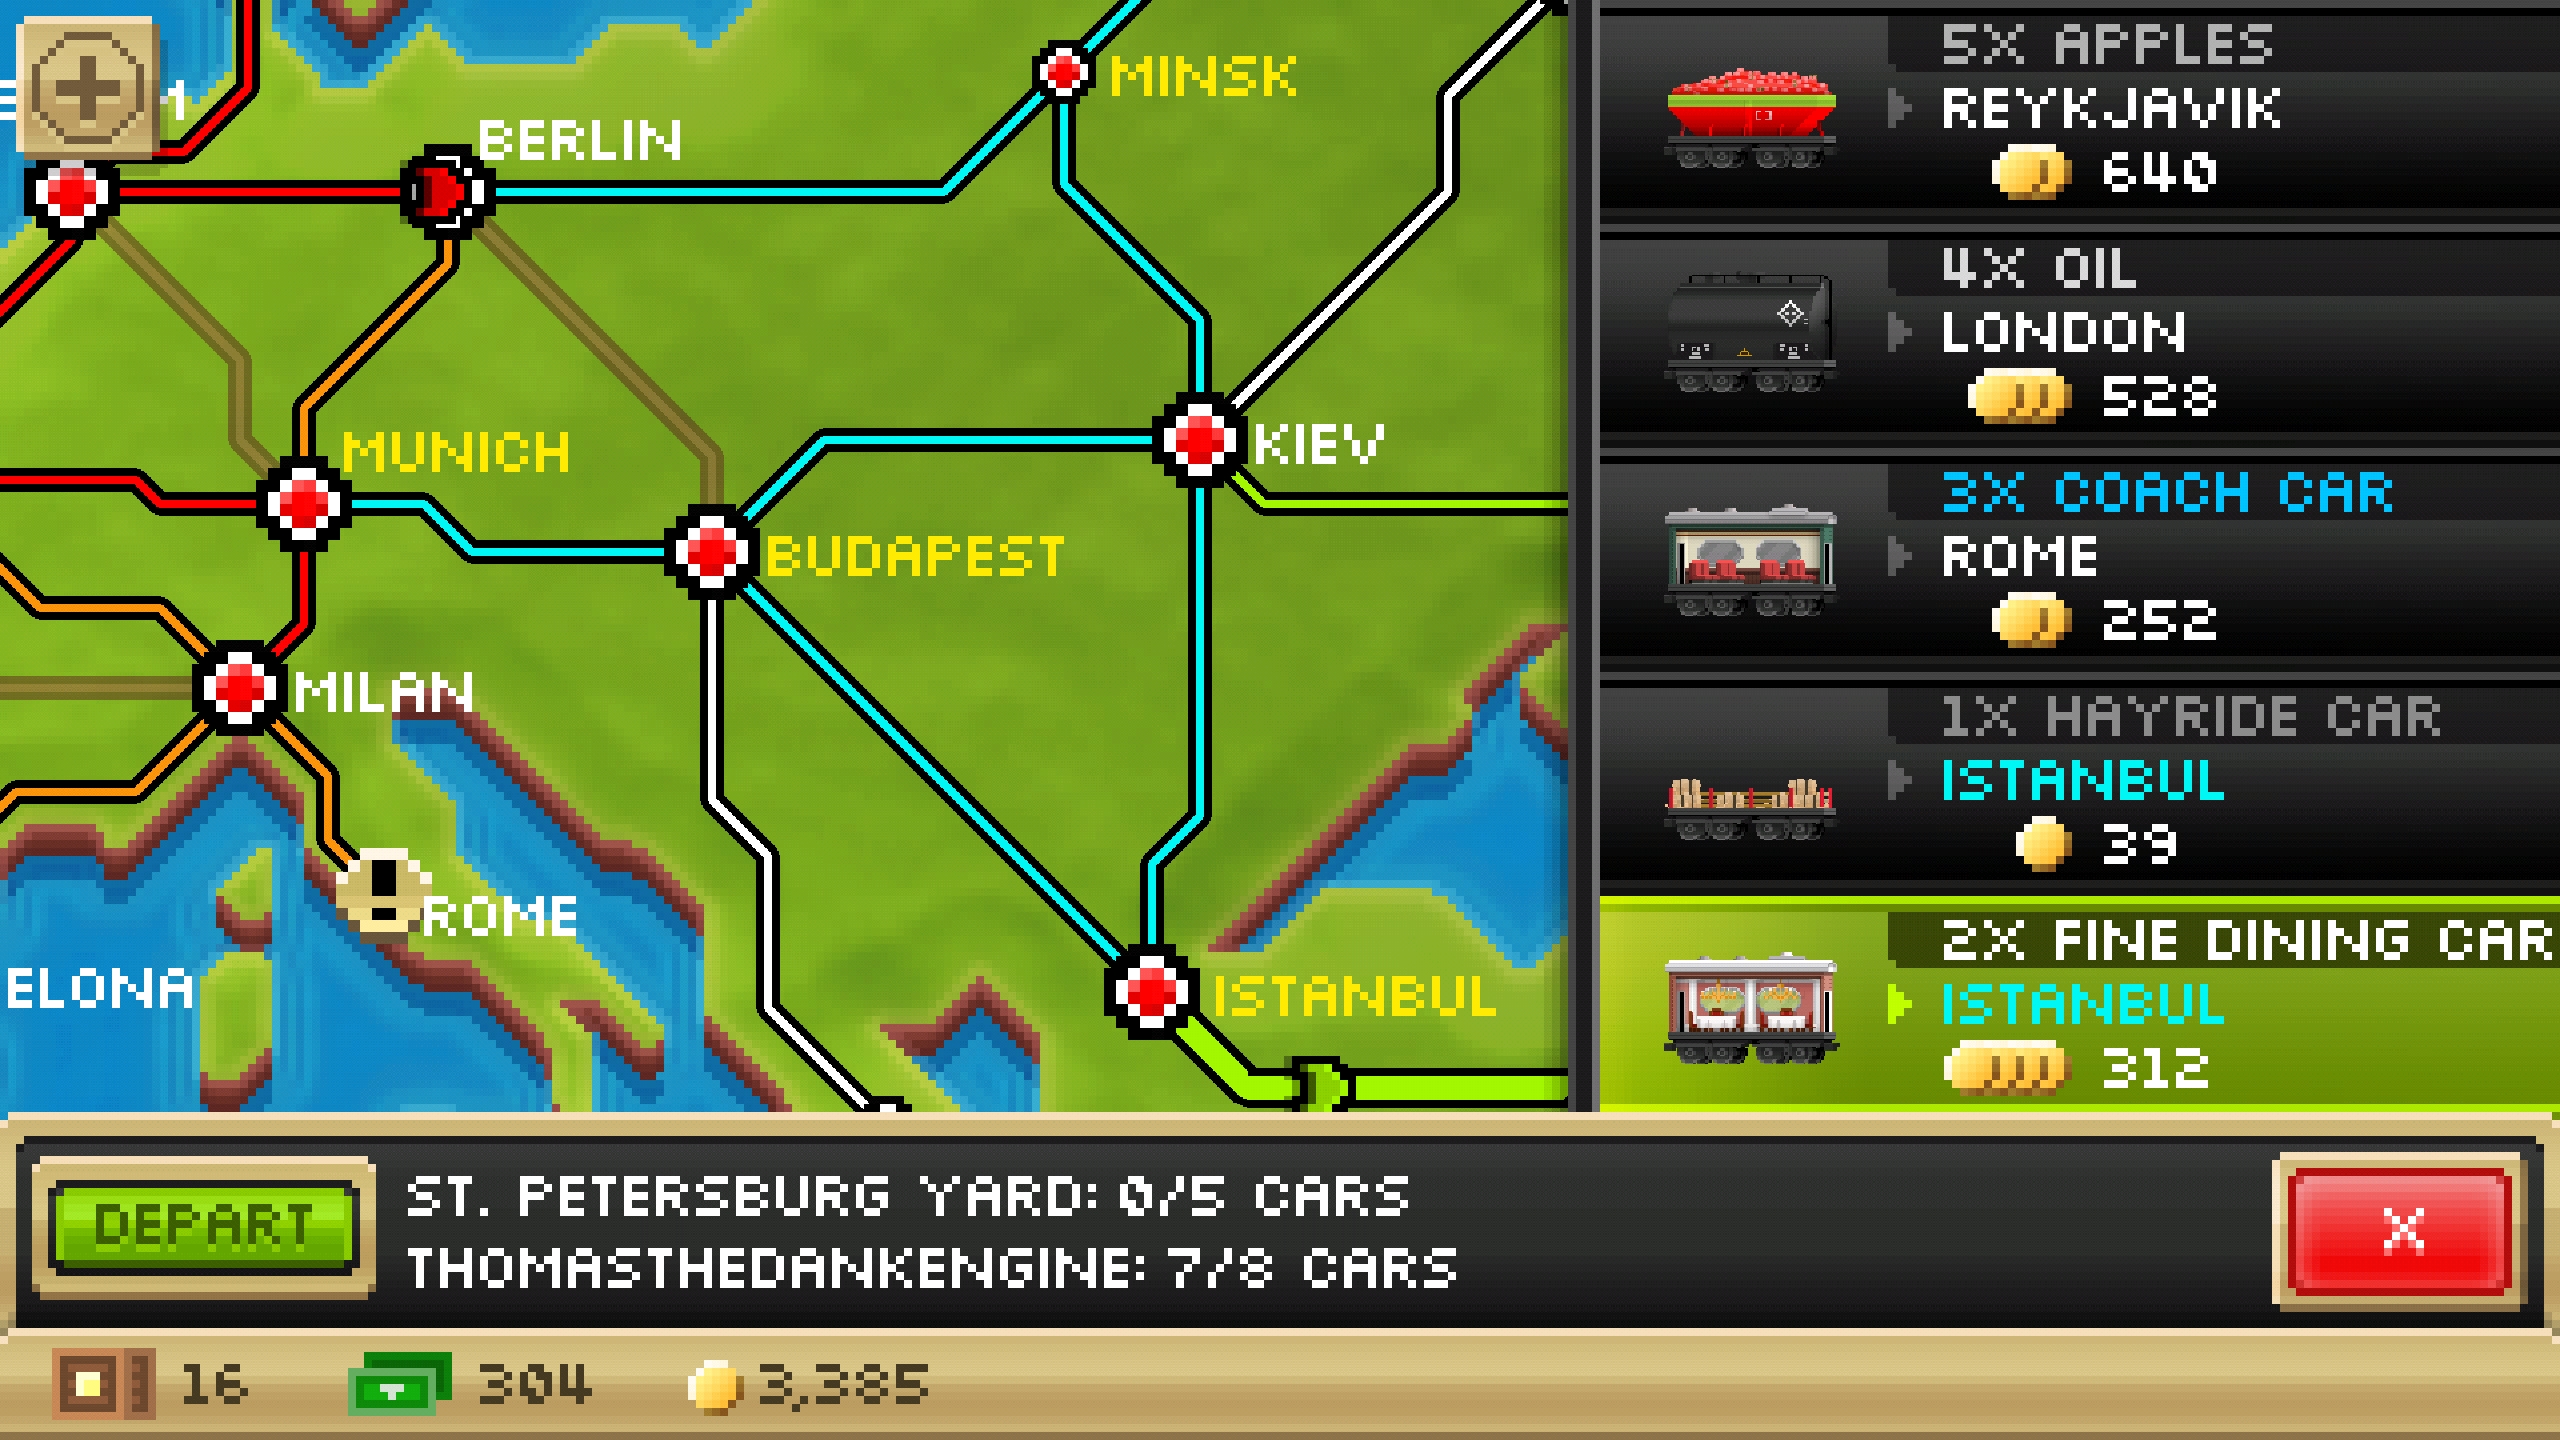 MINSK
BERLIN
KIEV
MUNICH
BUDAPEST
MILAN
ROME
ELONA
ISTANBUL
5X APPLES
REYKJAVIK
640
4X OIL
LONDON
528
3X COACH CAR
ROME
252
1X HAYRIDE CAR
ISTANBUL
39
2X FINE DINING CAR
ISTANBUL
312
DEPART
ST. PETERSBURG YARD: 0/5 CARS
THOMASTHEDANKENGINE: 7/8 CARS
X
16
304
3,385